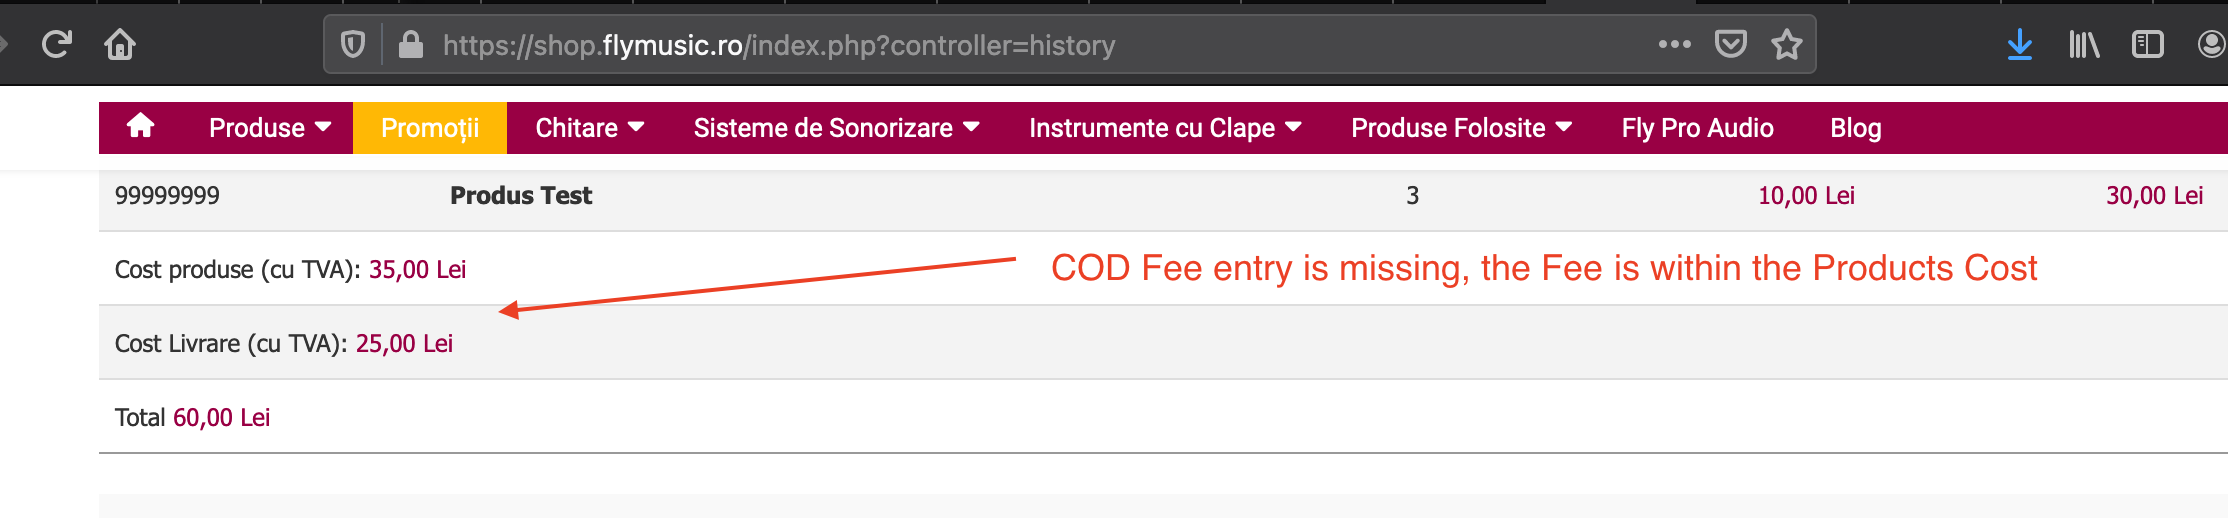 https://shop.flymusic.ro/index.php?controller=history
Produse Promoții Chitare Sisteme de Sonorizare Instrumente cu Clape Produse Folosite Fly Pro Audio Blog
99999999 Produs Test 3 10,00 Lei 30,00 Lei
Cost produse (cu TVA): 35,00 Lei
COD Fee entry is missing, the Fee is within the Products Cost
Cost Livrare (cu TVA): 25,00 Lei
Total 60,00 Lei